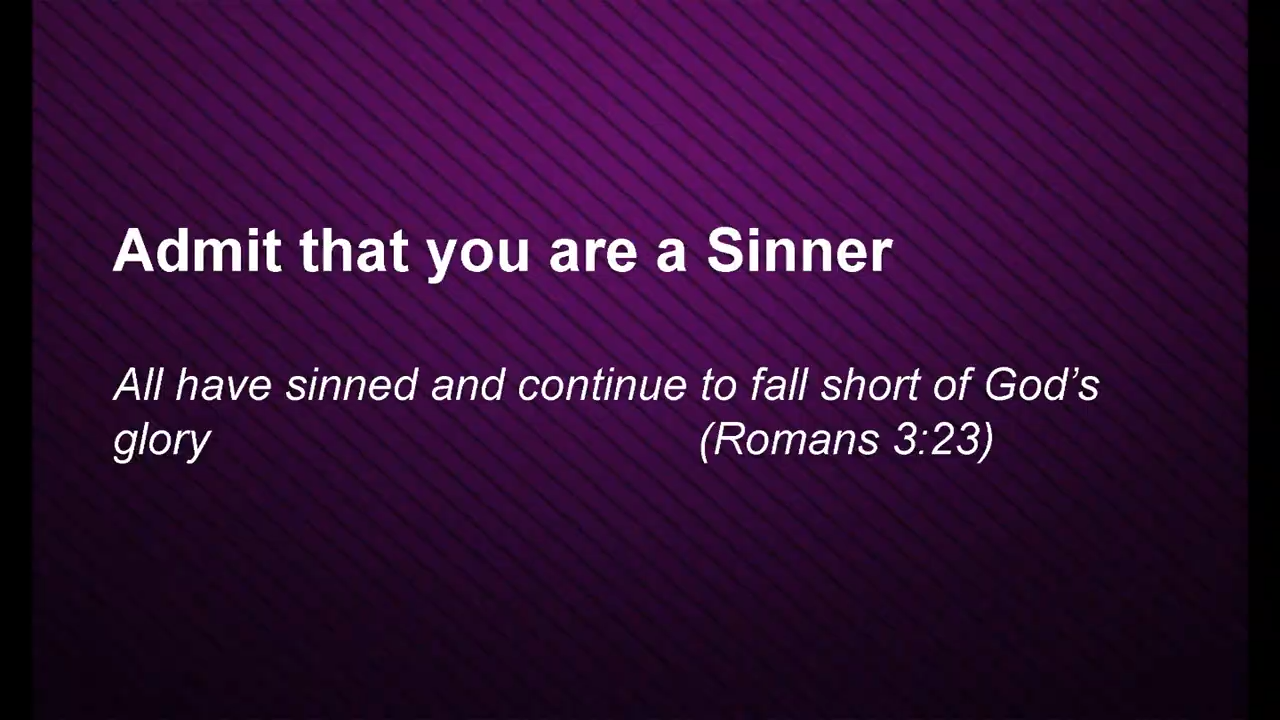 Admit that you are a Sinner
All have sinned and continue to fall short of God’s
glory (Romans 3:23)